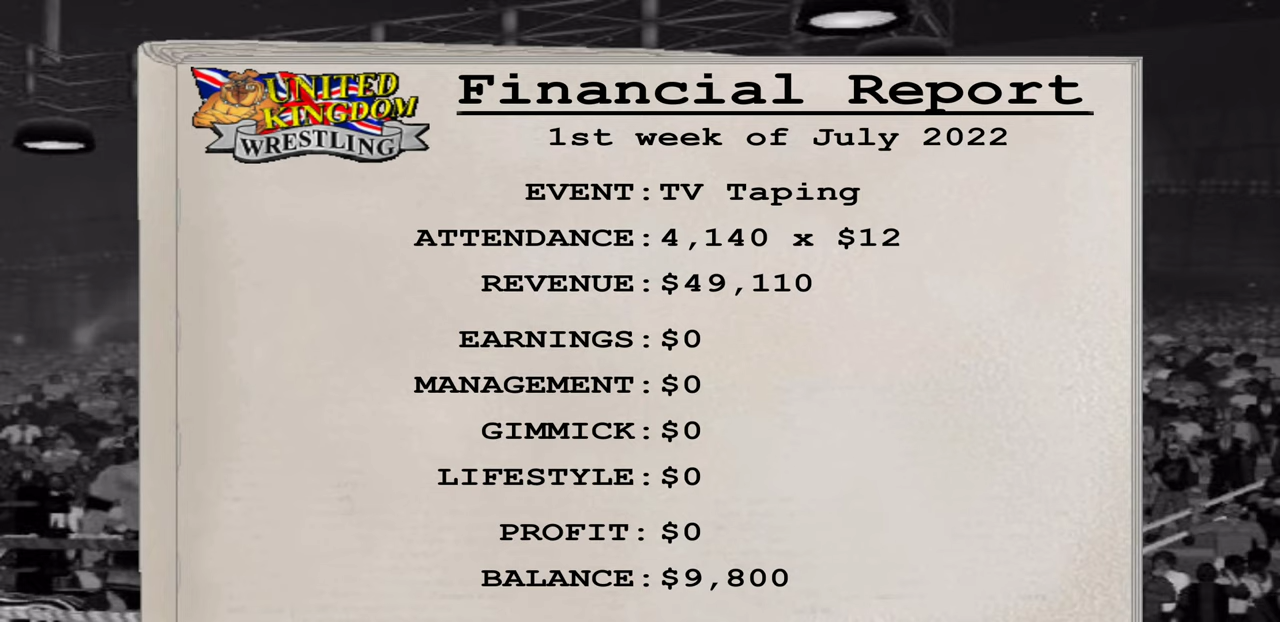 UNITED
KINGDOM
WRESTLING
Financial Report
1st week of July 2022
EVENT: TV Taping
ATTENDANCE: 4,140 x $12
REVENUE: $49,110
EARNINGS: $0
MANAGEMENT: $0
GIMMICK: $0
LIFESTYLE: $0
PROFIT: $0
BALANCE: $9,800